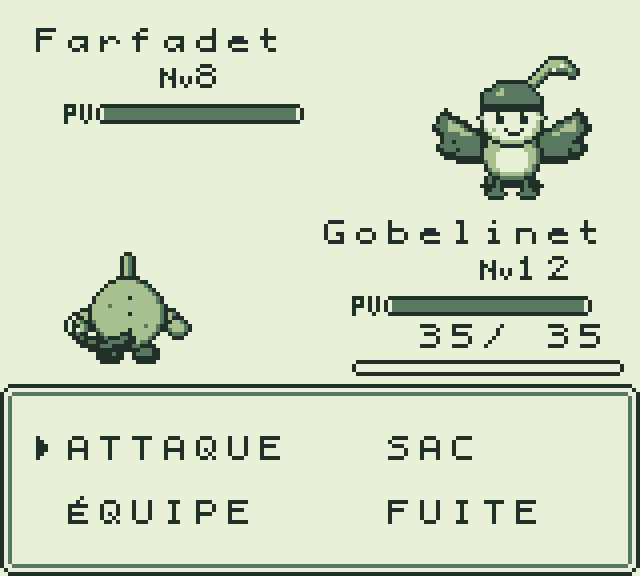 Farfadet
Nv8
PV
Gobelinet
Nv12
PV
35/ 35
ATTAQUE SAC
ÉQUIPE FUITE